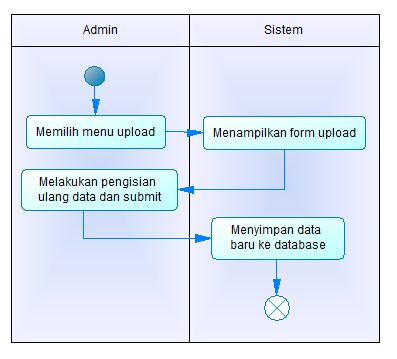 Admin
Sistem
Memilih menu upload
Menampilkan form upload
Melakukan pengisian
ulang data dan submit
Menyimpan data
baru ke database